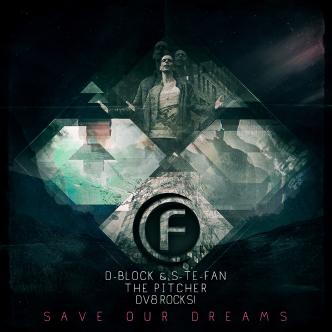 F
D-BLOCK & S-TE-FAN
THE PITCHER
DV8 ROCKS!
SAVE OUR DREAMS